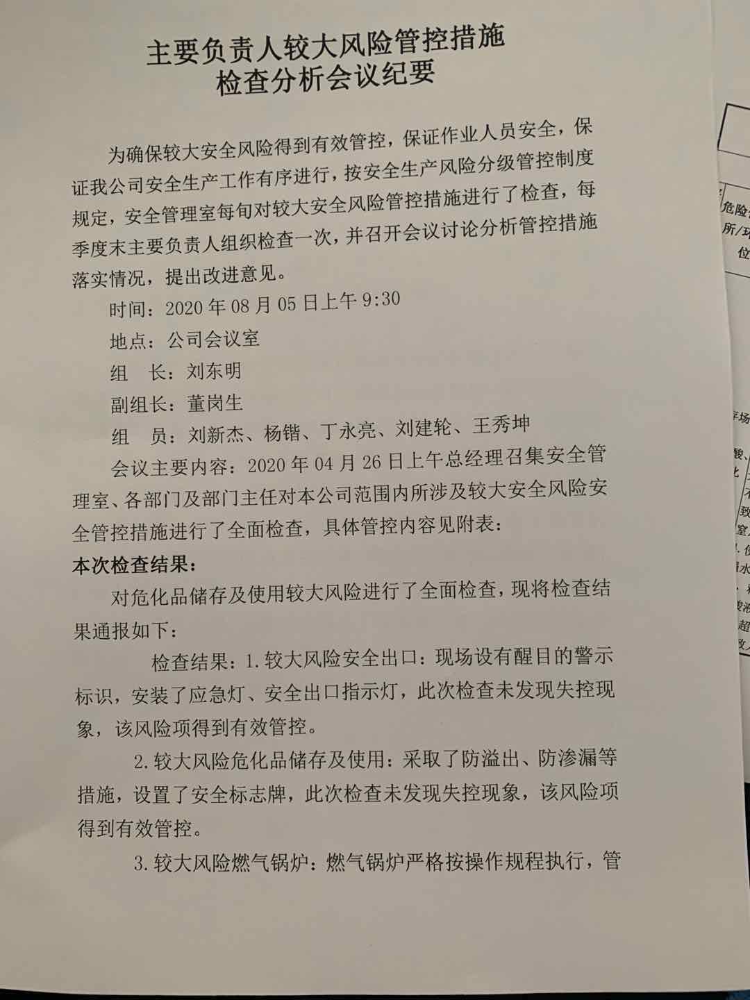 主要负责人较大风险管控措施
检查分析会议纪要
为确保较大安全风险得到有效管控，保证作业人员安全，保
证我公司安全生产工作有序进行，按安全生产风险分级管控制度
规定，安全管理室每旬对较大安全风险管控措施进行了检查，每
季度末主要负责人组织检查一次，并召开会议讨论分析管控措施
落实情况，提出改进意见。
时间：2020 年 08 月 05 日上午 9:30
地点：公司会议室
组　长：刘东明
副组长：董岗生
组　员：刘新杰、杨锴、丁永亮、刘建轮、王秀坤
会议主要内容：2020 年 04 月 26 日上午总经理召集安全管
理室、各部门及部门主任对本公司范围内所涉及较大安全风险安
全管控措施进行了全面检查，具体管控内容见附表：
本次检查结果：
对危化品储存及使用较大风险进行了全面检查，现将检查结
果通报如下：
检查结果：1.较大风险安全出口：现场设有醒目的警示
标识，安装了应急灯、安全出口指示灯，此次检查未发现失控现
象，该风险项得到有效管控。
2.较大风险危化品储存及使用：采取了防溢出、防渗漏等
措施，设置了安全标志牌，此次检查未发现失控现象，该风险项
得到有效管控。
3.较大风险燃气锅炉：燃气锅炉严格按操作规程执行，管
危险
所/环
位